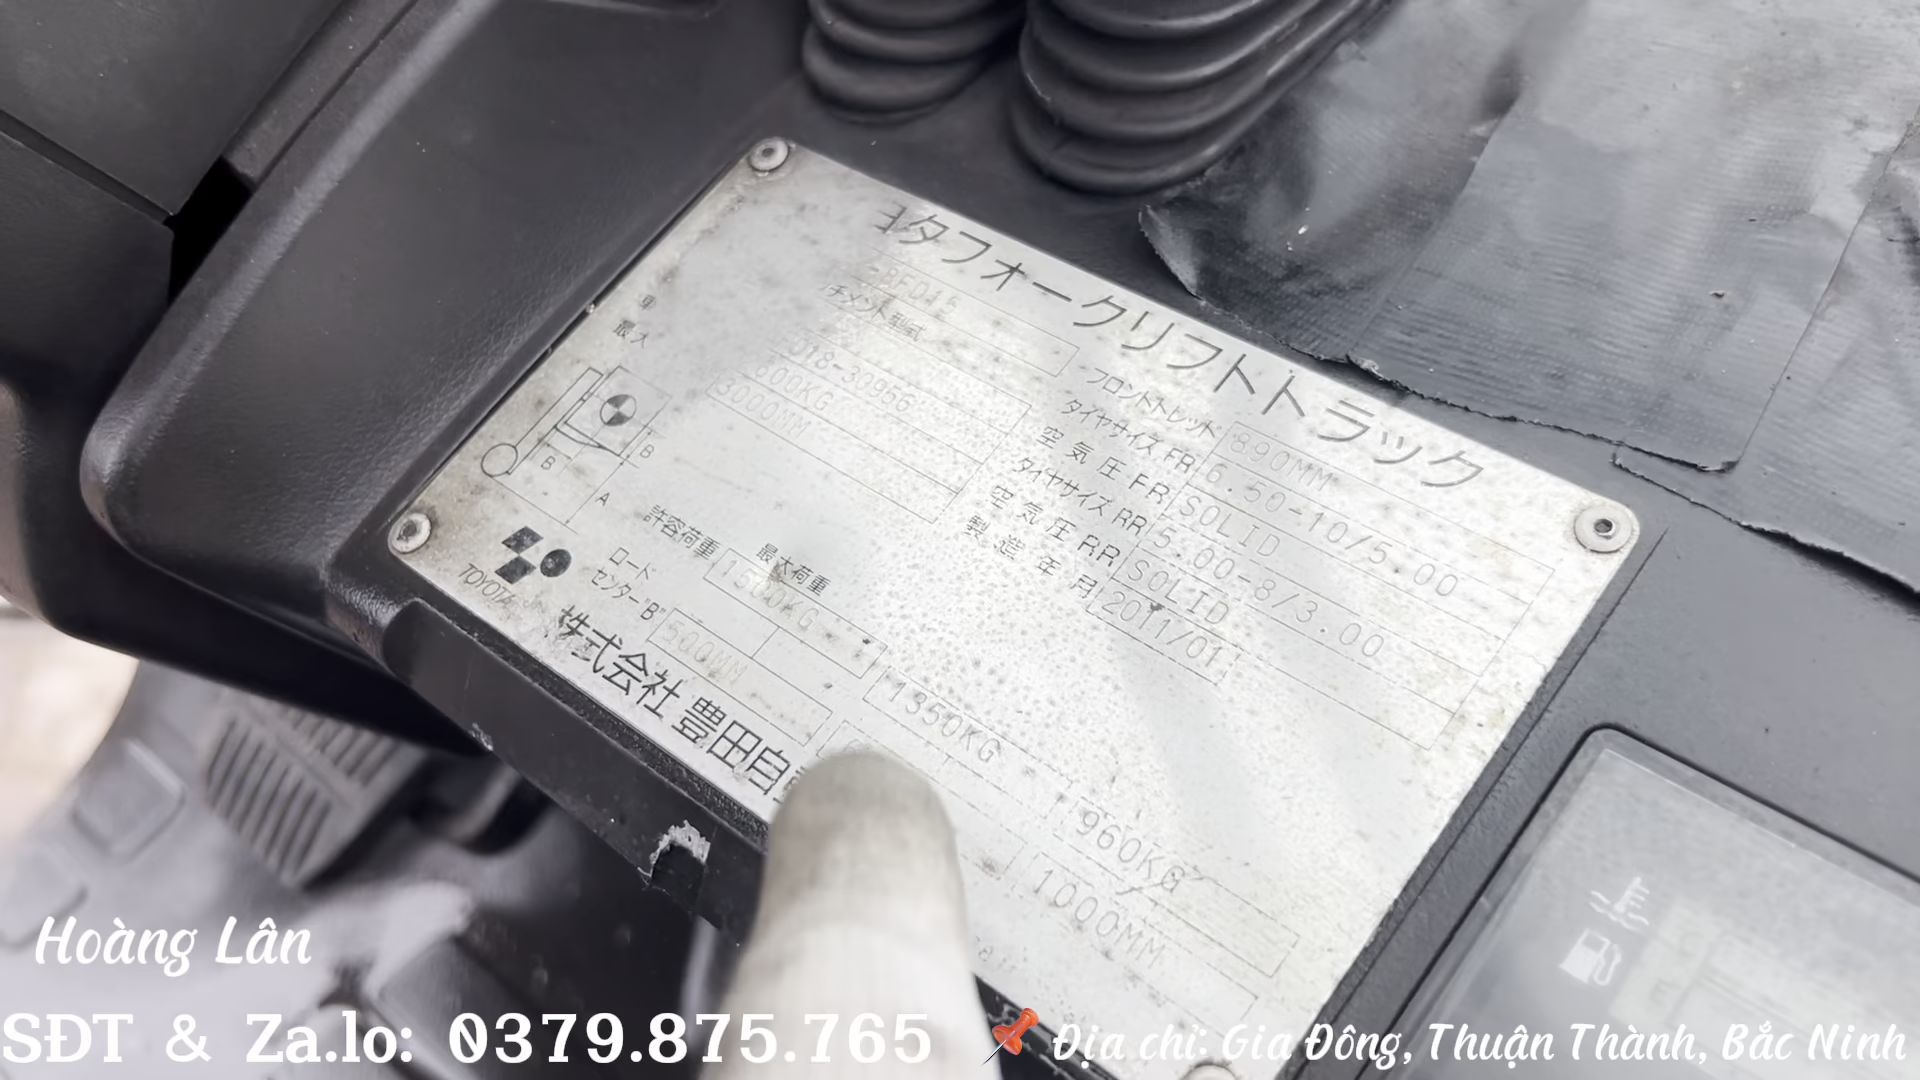 ヨタフォークリフトトラック
-8FD15
チメント型式
フロントトレッド 890MM
タイヤサイズ FR 6.50-10/5.00
空気圧 FR SOLID
タイヤサイズ RR 5.00-8/3.00
空気圧 RR SOLID
製造年月 2011/01
車
D18-30966
最大
600KG
3000MM
B
B
A
最大荷重
許容荷重 1500KG 1350KG 960KG
ロード
センター"B" 500MM 1000MM
TOYOTA
株式会社 豊田自
Hoàng Lân
SĐT & Za.lo: 0379.875.765
Địa chỉ: Gia Đông, Thuận Thành, Bắc Ninh